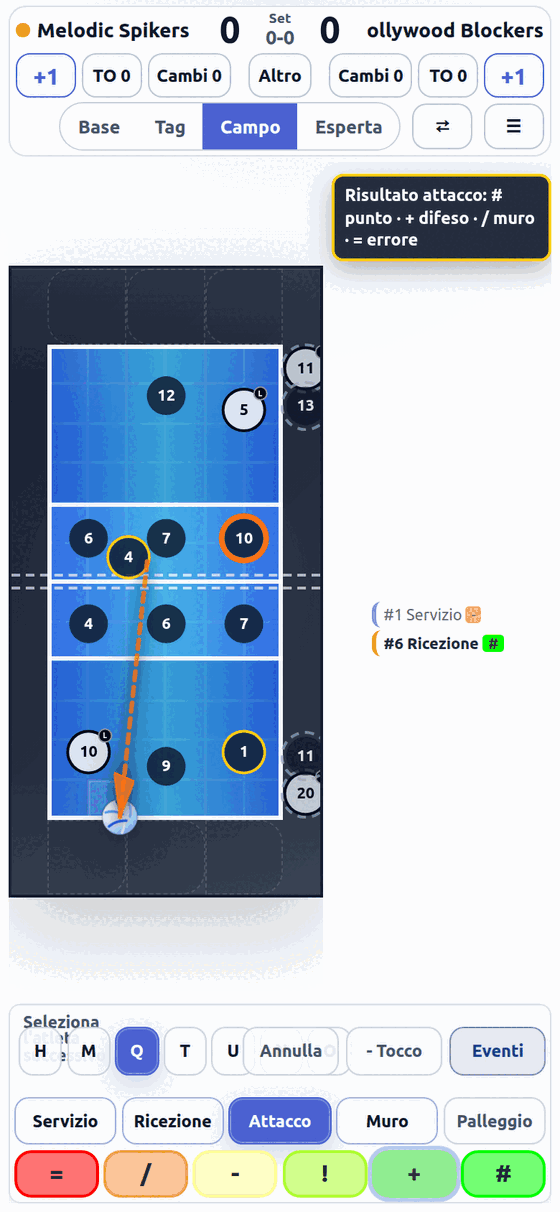 Melodic Spikers 0 Set 0-0 0 ollywood Blockers
+1 TO 0 Cambi 0 Altro Cambi 0 TO 0 +1
Base Tag Campo Esperta
Risultato attacco: #
punto · + difeso · / muro
· = errore
11
12
5 L
13
6 7 10
4
4 6 7
#1 Servizio
#6 Ricezione #
10 L 9 1
11
20
Seleziona
H M Q T U Annulla - Tocco Eventi
Servizio Ricezione Attacco Muro Palleggio
= / - ! + #